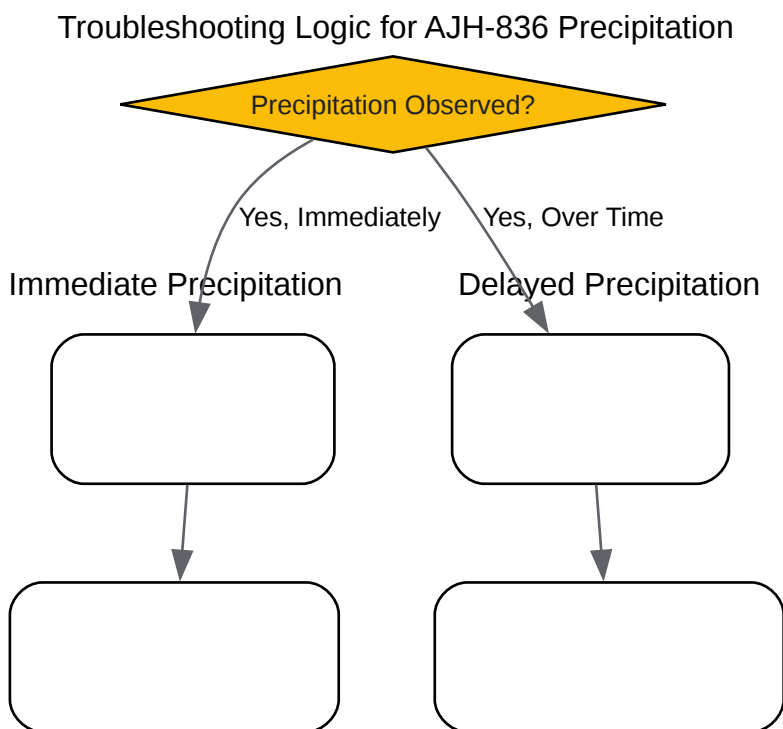 Troubleshooting Logic for AJH-836 Precipitation
Precipitation Observed?
Yes, Immediately
Yes, Over Time
Immediate Precipitation
Delayed Precipitation